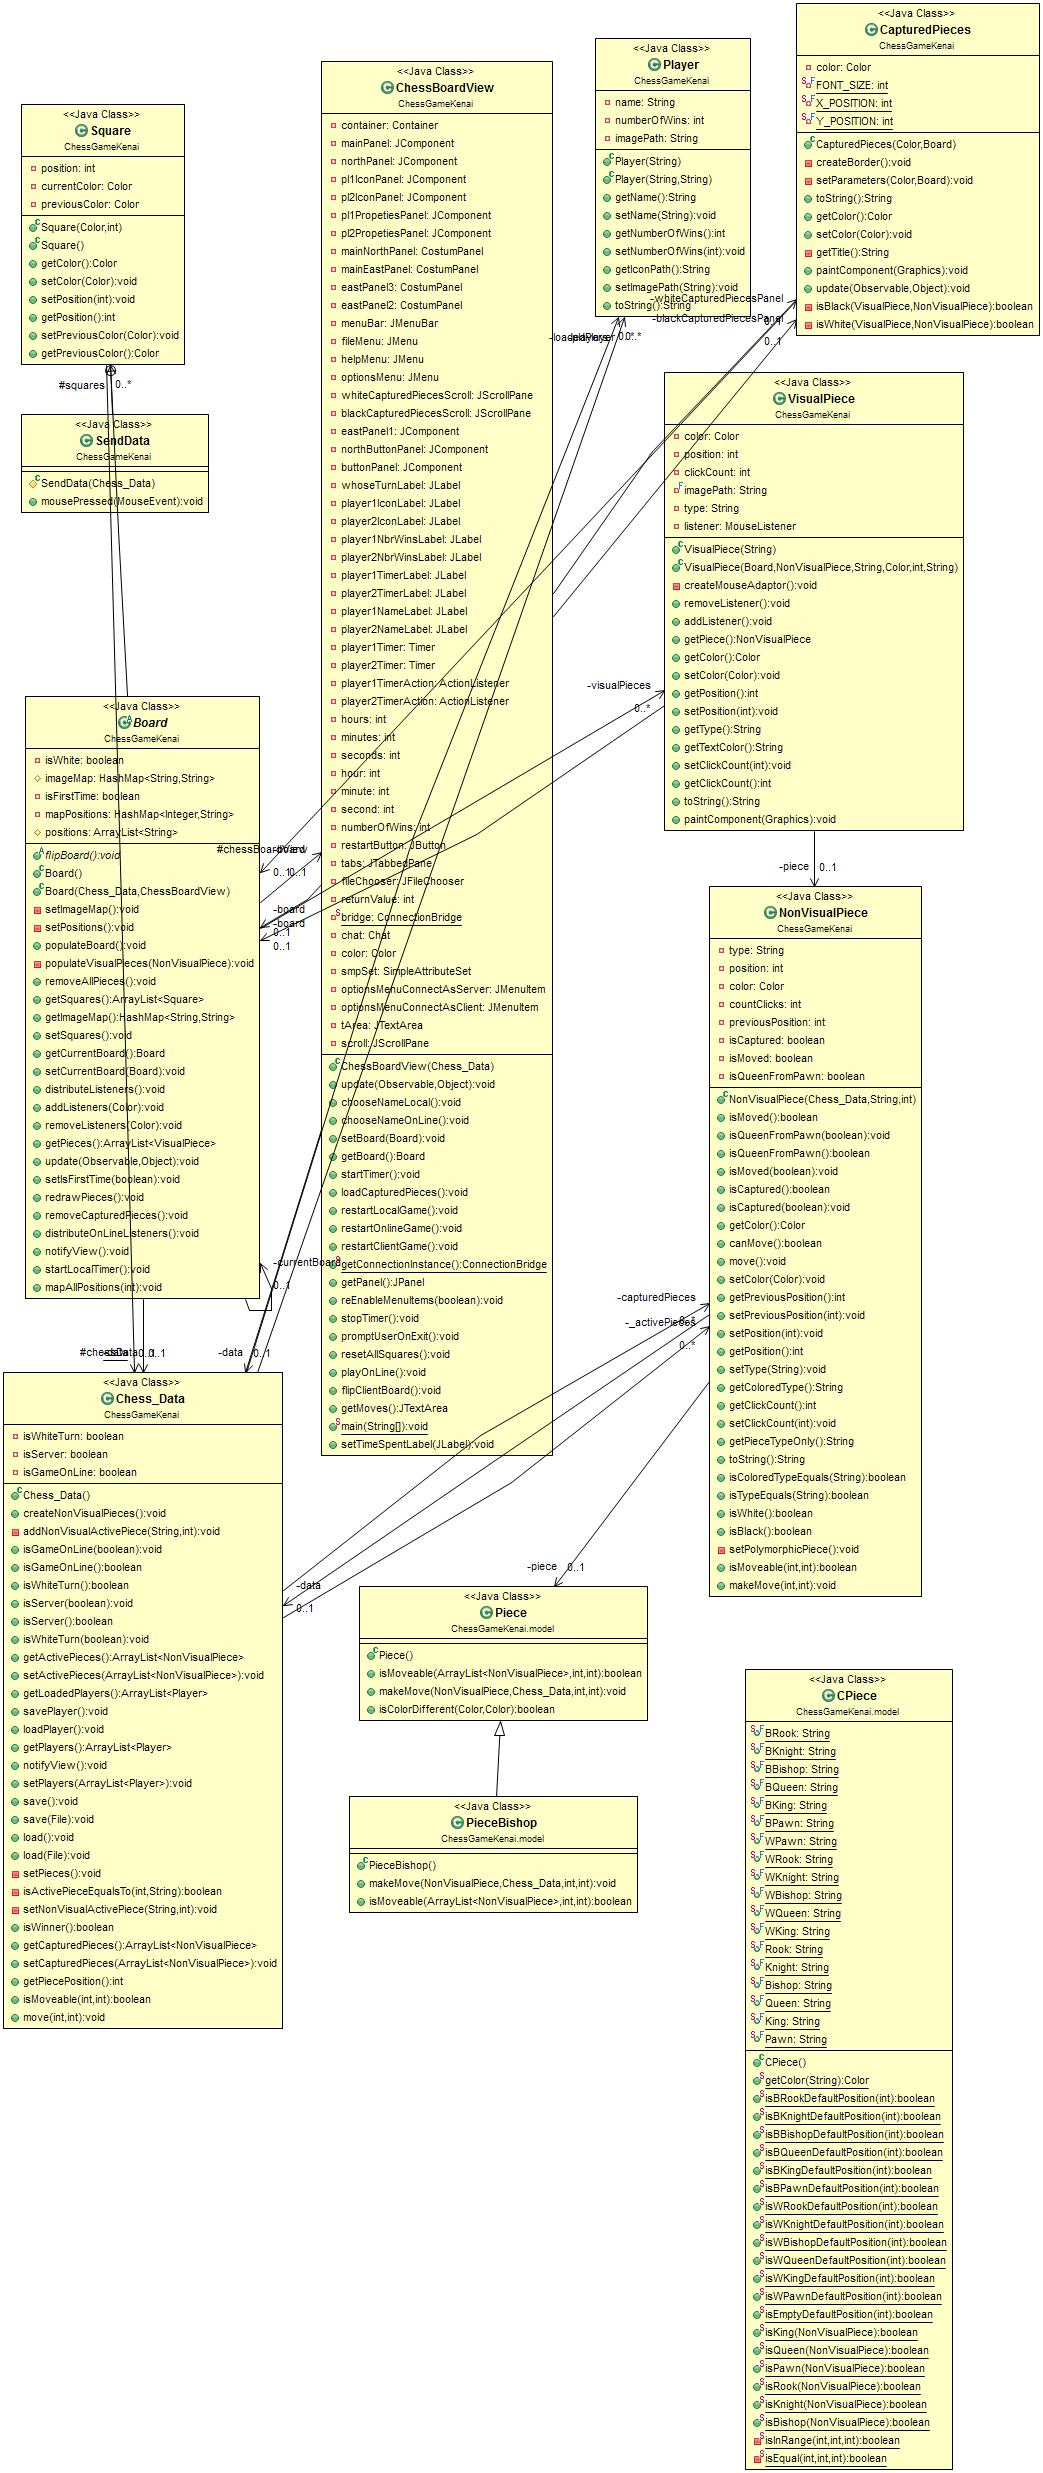 <<Java Class>>
CapturedPieces
ChessGameKenai
color: Color
FONT_SIZE: int
X_POSITION: int
Y_POSITION: int
CapturedPieces(Color,Board)
createBorder():void
setParameters(Color,Board):void
toString():String
getColor():Color
setColor(Color):void
getTitle():String
paintComponent(Graphics):void
update(Observable,Object):void
isBlack(VisualPiece,NonVisualPiece):boolean
isWhite(VisualPiece,NonVisualPiece):boolean
<<Java Class>>
Player
ChessGameKenai
name: String
numberOfWins: int
imagePath: String
Player(String)
Player(String,String)
getName():String
setName(String):void
getNumberOfWins():int
setNumberOfWins(int):void
getIconPath():String
setImagePath(String):void
toString():String
-whiteCapturedPiecesPanel
0..1
-blackCapturedPiecesPanel
0..1
0..*
<<Java Class>>
ChessBoardView
ChessGameKenai
container: Container
mainPanel: JComponent
northPanel: JComponent
pl1IconPanel: JComponent
pl2IconPanel: JComponent
pl1PropetiesPanel: JComponent
pl2PropetiesPanel: JComponent
mainNorthPanel: CostumPanel
mainEastPanel: CostumPanel
eastPanel3: CostumPanel
eastPanel2: CostumPanel
menuBar: JMenuBar
fileMenu: JMenu
helpMenu: JMenu
optionsMenu: JMenu
whiteCapturedPiecesScroll: JScrollPane
blackCapturedPiecesScroll: JScrollPane
eastPanel1: JComponent
northButtonPanel: JComponent
buttonPanel: JComponent
whoseTurnLabel: JLabel
player1IconLabel: JLabel
player2IconLabel: JLabel
player1NbrWinsLabel: JLabel
player2NbrWinsLabel: JLabel
player1TimerLabel: JLabel
player2TimerLabel: JLabel
player1NameLabel: JLabel
player2NameLabel: JLabel
player1Timer: Timer
player2Timer: Timer
player1TimerAction: ActionListener
player2TimerAction: ActionListener
hours: int
minutes: int
seconds: int
hour: int
minute: int
second: int
numberOfWins: int
restartButton: JButton
tabs: JTabbedPane
fileChooser: JFileChooser
returnValue: int
bridge: ConnectionBridge
chat: Chat
color: Color
smpSet: SimpleAttributeSet
optionsMenuConnectAsServer: JMenuItem
optionsMenuConnectAsClient: JMenuItem
tArea: JTextArea
scroll: JScrollPane
ChessBoardView(Chess_Data)
update(Observable,Object):void
chooseNameLocal():void
chooseNameOnLine():void
setBoard(Board):void
getBoard():Board
startTimer():void
loadCapturedPieces():void
restartLocalGame():void
restartOnlineGame():void
restartClientGame():void
getConnectionInstance():ConnectionBridge
getPanel():JPanel
reEnableMenuItems(boolean):void
stopTimer():void
promptUserOnExit():void
resetAllSquares():void
playOnLine():void
flipClientBoard():void
getMoves():JTextArea
main(String[]):void
setTimeSpentLabel(JLabel):void
<<Java Class>>
Square
ChessGameKenai
position: int
currentColor: Color
previousColor: Color
Square(Color,int)
Square()
getColor():Color
setColor(Color):void
setPosition(int):void
getPosition():int
setPreviousColor(Color):void
getPreviousColor():Color
#squares
0..*
<<Java Class>>
SendData
ChessGameKenai
SendData(Chess_Data)
mousePressed(MouseEvent):void
<<Java Class>>
VisualPiece
ChessGameKenai
color: Color
position: int
clickCount: int
imagePath: String
type: String
listener: MouseListener
VisualPiece(String)
VisualPiece(Board,NonVisualPiece,String,Color,int,String)
createMouseAdaptor():void
removeListener():void
addListener():void
getPiece():NonVisualPiece
getColor():Color
setColor(Color):void
getPosition():int
setPosition(int):void
getType():String
getTextColor():String
setClickCount(int):void
getClickCount():int
toString():String
paintComponent(Graphics):void
-visualPieces
0..*
-piece
0..1
<<Java Class>>
Board
ChessGameKenai
isWhite: boolean
imageMap: HashMap<String,String>
isFirstTime: boolean
mapPositions: HashMap<Integer,String>
positions: ArrayList<String>
flipBoard():void
Board()
Board(Chess_Data,ChessBoardView)
setImageMap():void
setPositions():void
populateBoard():void
populateVisualPieces(NonVisualPiece):void
removeAllPieces():void
getSquares():ArrayList<Square>
getImageMap():HashMap<String,String>
setSquares():void
getCurrentBoard():Board
setCurrentBoard(Board):void
distributeListeners():void
addListeners(Color):void
removeListeners(Color):void
getPieces():ArrayList<VisualPiece>
update(Observable,Object):void
setIsFirstTime(boolean):void
redrawPieces():void
removeCapturedPieces():void
distributeOnLineListeners():void
notifyView():void
startLocalTimer():void
mapAllPositions(int):void
#chessBoardView
0..1
0..1
-board
-board
0..1
0..1
-currentBoard
0..1
#chessData
0..1
-data
0..1
<<Java Class>>
NonVisualPiece
ChessGameKenai
type: String
position: int
color: Color
countClicks: int
previousPosition: int
isCaptured: boolean
isMoved: boolean
isQueenFromPawn: boolean
NonVisualPiece(Chess_Data,String,int)
isMoved():boolean
isQueenFromPawn(boolean):void
isQueenFromPawn():boolean
isMoved(boolean):void
isCaptured():boolean
isCaptured(boolean):void
getColor():Color
canMove():boolean
move():void
setColor(Color):void
getPreviousPosition():int
setPreviousPosition(int):void
setPosition(int):void
getPosition():int
setType(String):void
getColoredType():String
getClickCount():int
setClickCount(int):void
getPieceTypeOnly():String
toString():String
isColoredTypeEquals(String):boolean
isTypeEquals(String):boolean
isWhite():boolean
isBlack():boolean
setPolymorphicPiece():void
isMoveable(int,int):boolean
makeMove(int,int):void
-capturedPieces
0..*
-_activePieces
0..*
<<Java Class>>
Chess_Data
ChessGameKenai
isWhiteTurn: boolean
isServer: boolean
isGameOnLine: boolean
Chess_Data()
createNonVisualPieces():void
addNonVisualActivePiece(String,int):void
isGameOnLine(boolean):void
isGameOnLine():boolean
isWhiteTurn():boolean
isServer(boolean):void
isServer():boolean
isWhiteTurn(boolean):void
getActivePieces():ArrayList<NonVisualPiece>
setActivePieces(ArrayList<NonVisualPiece>):void
getLoadedPlayers():ArrayList<Player>
savePlayer():void
loadPlayer():void
getPlayers():ArrayList<Player>
notifyView():void
setPlayers(ArrayList<Player>):void
save():void
save(File):void
load():void
load(File):void
setPieces():void
isActivePieceEqualsTo(int,String):boolean
setNonVisualActivePiece(String,int):void
isWinner():boolean
getCapturedPieces():ArrayList<NonVisualPiece>
setCapturedPieces(ArrayList<NonVisualPiece>):void
getPiecePosition():int
isMoveable(int,int):boolean
move(int,int):void
-data
0..1
-piece
0..1
<<Java Class>>
Piece
ChessGameKenai.model
Piece()
isMoveable(ArrayList<NonVisualPiece>,int,int):boolean
makeMove(NonVisualPiece,Chess_Data,int,int):void
isColorDifferent(Color,Color):boolean
<<Java Class>>
PieceBishop
ChessGameKenai.model
PieceBishop()
makeMove(NonVisualPiece,Chess_Data,int,int):void
isMoveable(ArrayList<NonVisualPiece>,int,int):boolean
<<Java Class>>
CPiece
ChessGameKenai.model
BRook: String
BKnight: String
BBishop: String
BQueen: String
BKing: String
BPawn: String
WPawn: String
WRook: String
WKnight: String
WBishop: String
WQueen: String
WKing: String
Rook: String
Knight: String
Bishop: String
Queen: String
King: String
Pawn: String
CPiece()
getColor(String):Color
isBRookDefaultPosition(int):boolean
isBKnightDefaultPosition(int):boolean
isBBishopDefaultPosition(int):boolean
isBQueenDefaultPosition(int):boolean
isBKingDefaultPosition(int):boolean
isBPawnDefaultPosition(int):boolean
isWRookDefaultPosition(int):boolean
isWKnightDefaultPosition(int):boolean
isWBishopDefaultPosition(int):boolean
isWQueenDefaultPosition(int):boolean
isWKingDefaultPosition(int):boolean
isWPawnDefaultPosition(int):boolean
isEmptyDefaultPosition(int):boolean
isKing(NonVisualPiece):boolean
isQueen(NonVisualPiece):boolean
isPawn(NonVisualPiece):boolean
isRook(NonVisualPiece):boolean
isKnight(NonVisualPiece):boolean
isBishop(NonVisualPiece):boolean
isInRange(int,int,int):boolean
isEqual(int,int,int):boolean